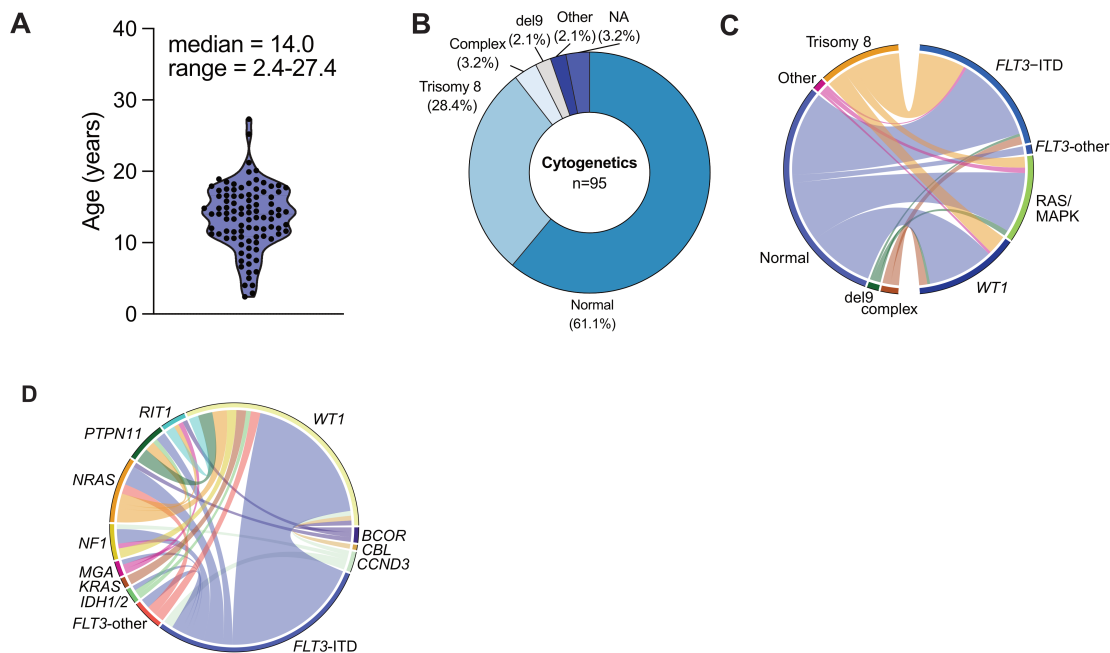 A
median = 14.0
range = 2.4-27.4
Age (years)
40
30
20
10
0
B
Complex
(3.2%)
del9
(2.1%)
Other
(2.1%)
NA
(3.2%)
Trisomy 8
(28.4%)
Cytogenetics
n=95
Normal
(61.1%)
C
Trisomy 8
FLT3−ITD
Other
FLT3-other
RAS/
MAPK
Normal
WT1
del9
complex
D
RIT1
WT1
PTPN11
NRAS
NF1
BCOR
CBL
CCND3
MGA
KRAS
IDH1/2
FLT3-other
FLT3-ITD